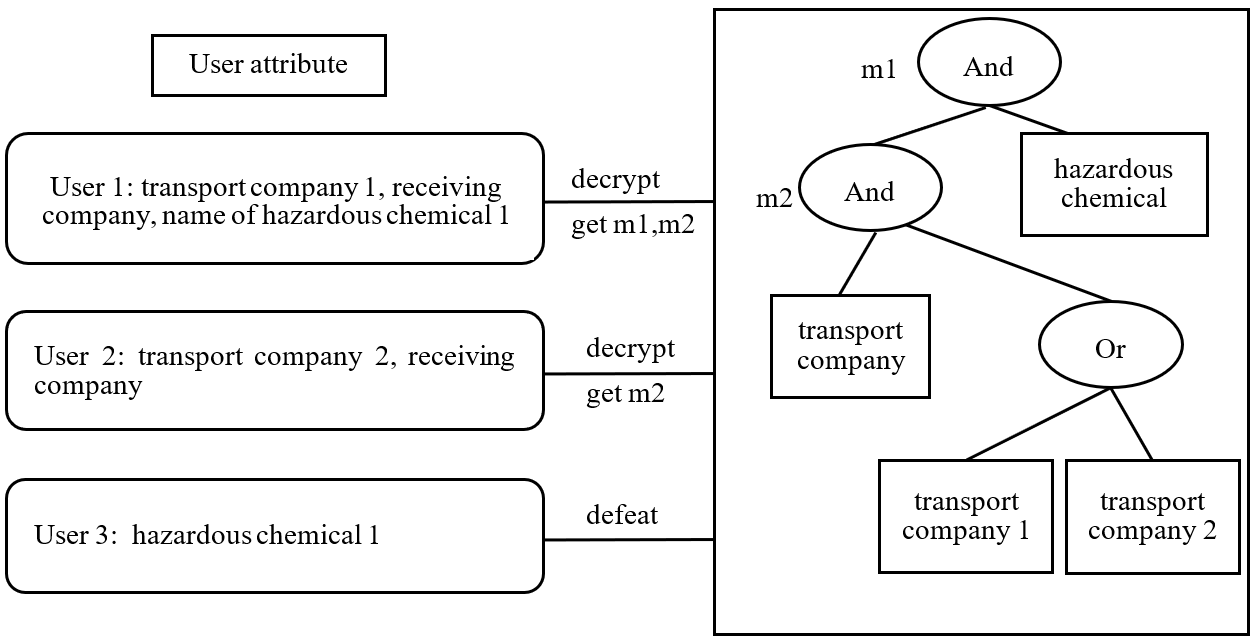 User attribute
User 1: transport company 1, receiving
company, name of hazardous chemical 1
decrypt
get m1,m2
User 2: transport company 2, receiving
company
decrypt
get m2
User 3: hazardous chemical 1
defeat
m1
And
m2
And
hazardous
chemical
transport
company
Or
transport
company 1
transport
company 2